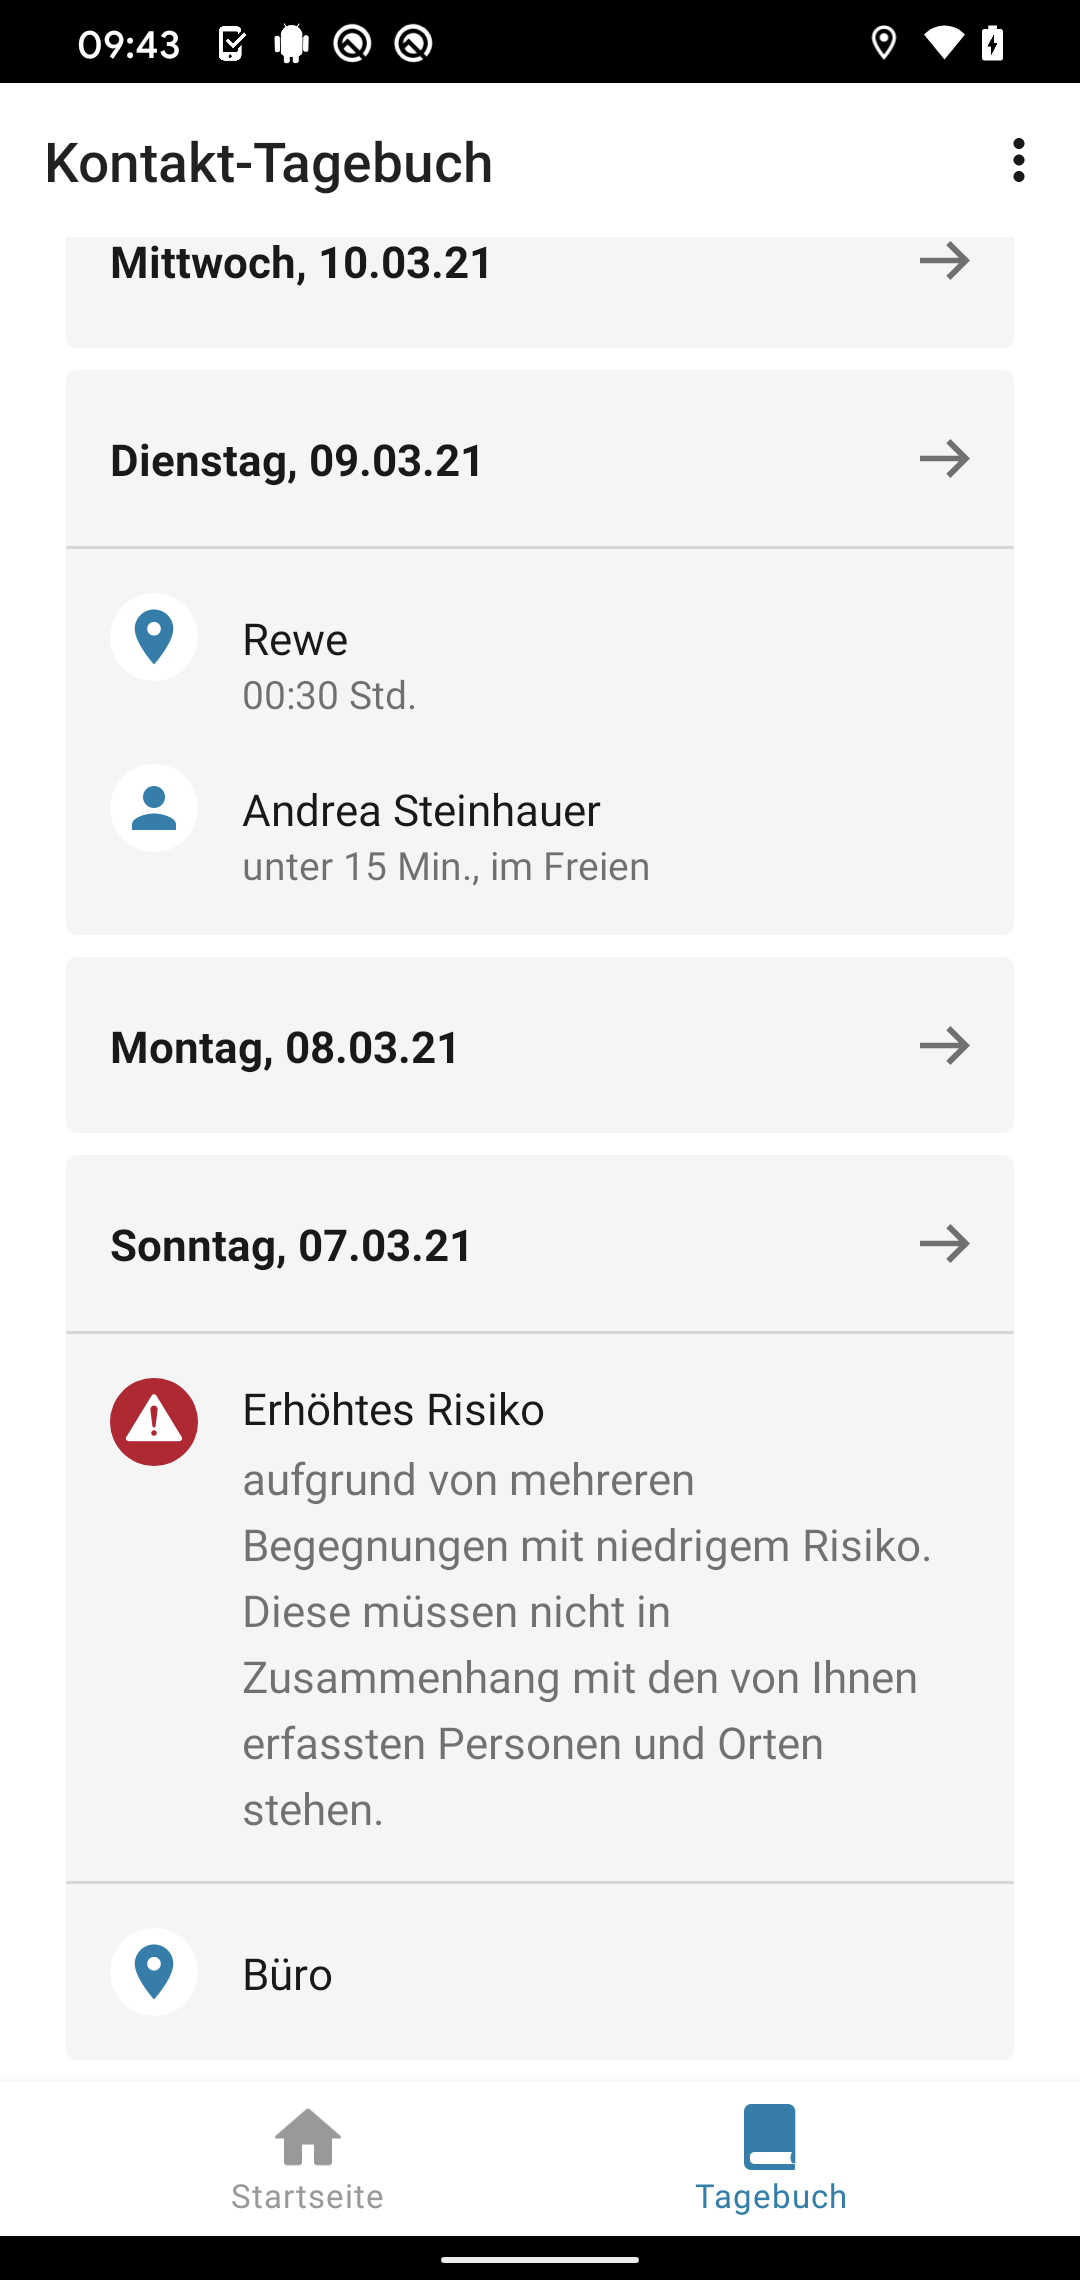 09:43
Kontakt-Tagebuch
Mittwoch, 10.03.21
Dienstag, 09.03.21
Rewe
00:30 Std.
Andrea Steinhauer
unter 15 Min., im Freien
Montag, 08.03.21
Sonntag, 07.03.21
Erhöhtes Risiko
aufgrund von mehreren
Begegnungen mit niedrigem Risiko.
Diese müssen nicht in
Zusammenhang mit den von Ihnen
erfassten Personen und Orten
stehen.
Büro
Startseite
Tagebuch